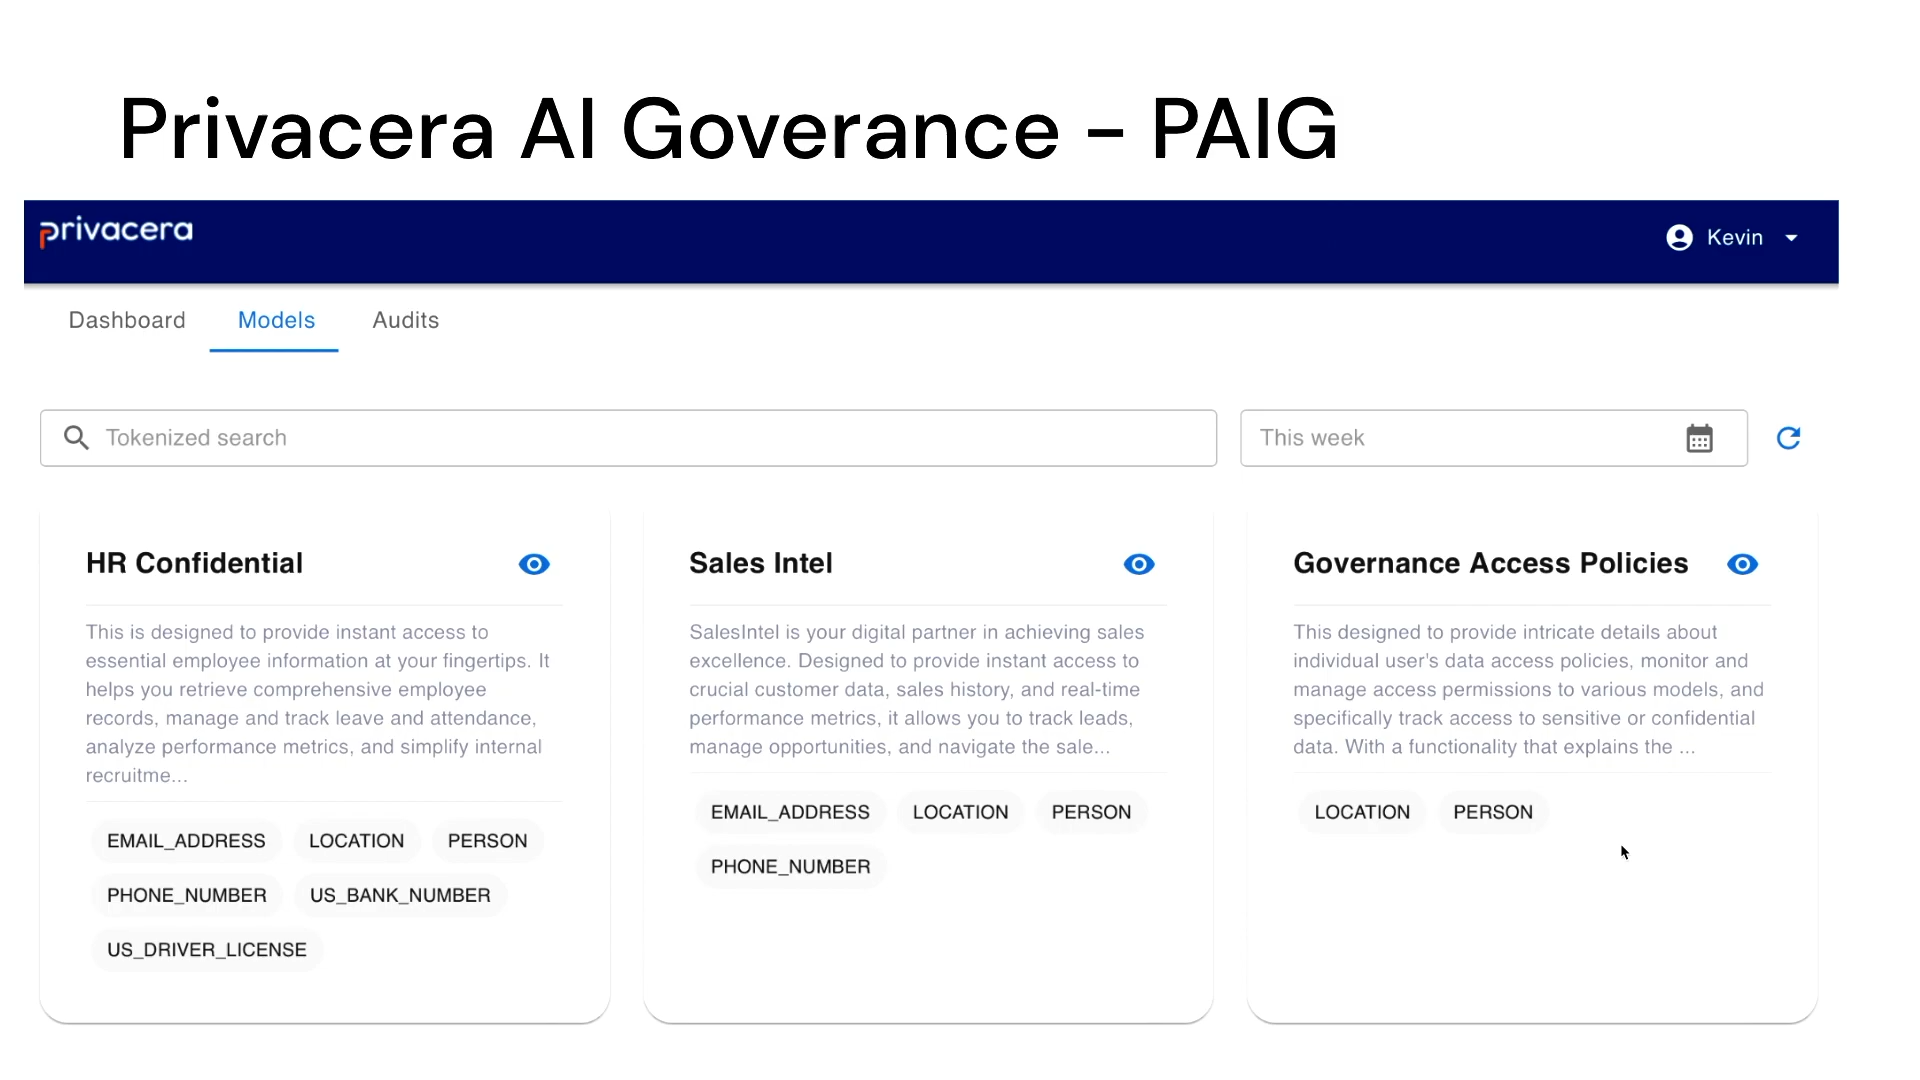 Privacera AI Goverance - PAIG
privacera
Kevin
Dashboard
Models
Audits
Tokenized search
This week
HR Confidential
This is designed to provide instant access to
essential employee information at your fingertips. It
helps you retrieve comprehensive employee
records, manage and track leave and attendance,
analyze performance metrics, and simplify internal
recruitme...
EMAIL_ADDRESS
LOCATION
PERSON
PHONE_NUMBER
US_BANK_NUMBER
US_DRIVER_LICENSE
Sales Intel
SalesIntel is your digital partner in achieving sales
excellence. Designed to provide instant access to
crucial customer data, sales history, and real-time
performance metrics, it allows you to track leads,
manage opportunities, and navigate the sale...
EMAIL_ADDRESS
LOCATION
PERSON
PHONE_NUMBER
Governance Access Policies
This designed to provide intricate details about
individual user's data access policies, monitor and
manage access permissions to various models, and
specifically track access to sensitive or confidential
data. With a functionality that explains the ...
LOCATION
PERSON